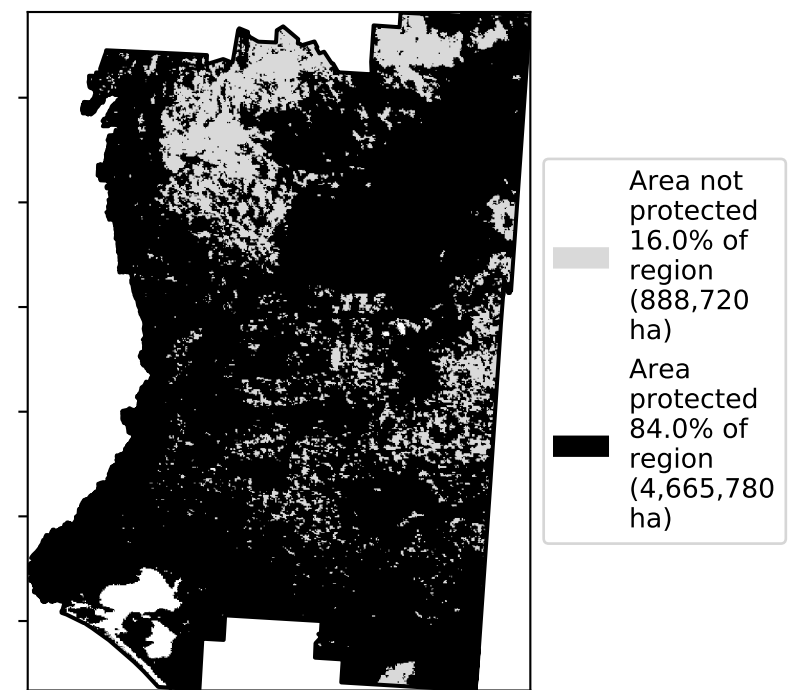 Area not
protected
16.0% of
region
(888,720
ha)
Area
protected
84.0% of
region
(4,665,780
ha)